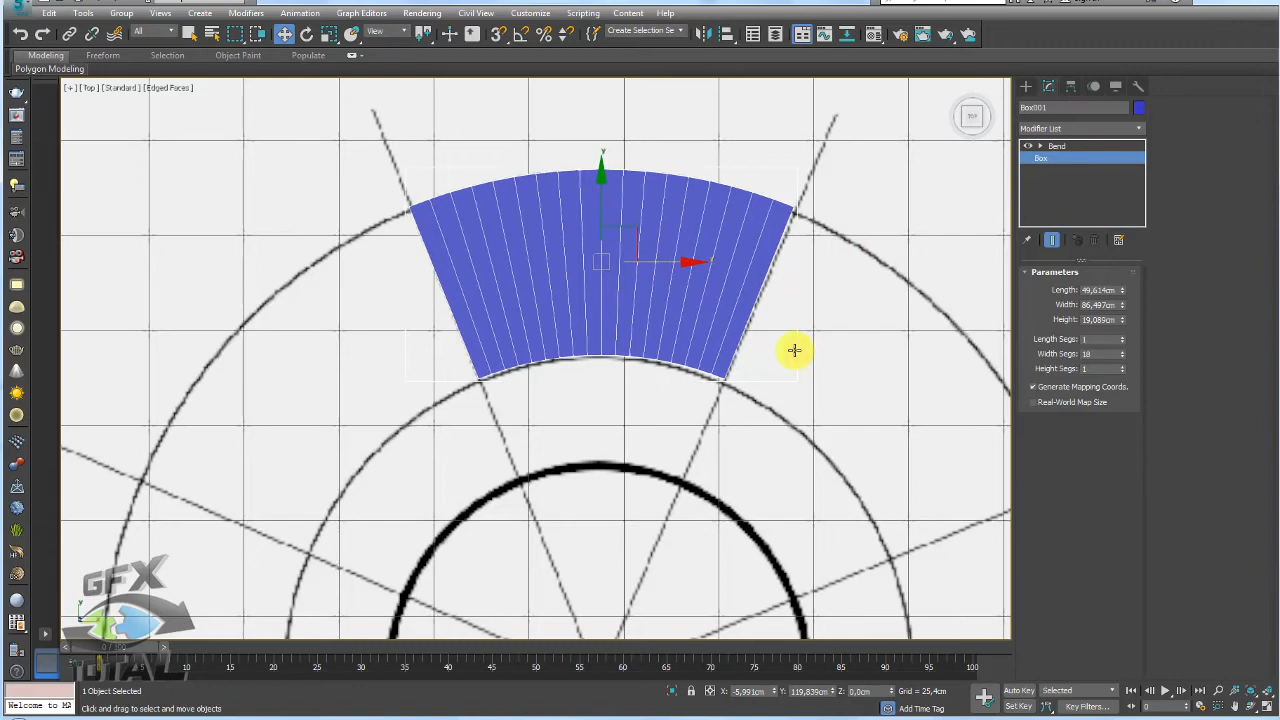 Edit Tools Group Views Create Modifiers Animation Graph Editors Rendering Civil View Customize Scripting Content Help
All
View
Create Selection Se
Modeling Freeform Selection Object Paint Populate
Polygon Modeling
[+] [Top] [Standard] [Edged Faces]
TOP
Y
Box001
Modifier List
Bend
Box
Parameters
Length: 49,614cm
Width: 86,497cm
Height: 19,089cm
Length Segs: 1
Width Segs: 18
Height Segs: 1
Generate Mapping Coords.
Real-World Map Size
GFX
TOTAL
0 / 100
15 20 25 30 35 40 45 50 55 60 65 70 75 80 85 90 95 100
1 Object Selected
X: -5,991cm Y: 119,839cm Z: 0,0cm Grid = 25,4cm
Auto Key Selected
Welcome to M
Click and drag to select and move objects
Add Time Tag
Set Key Key Filters...
0